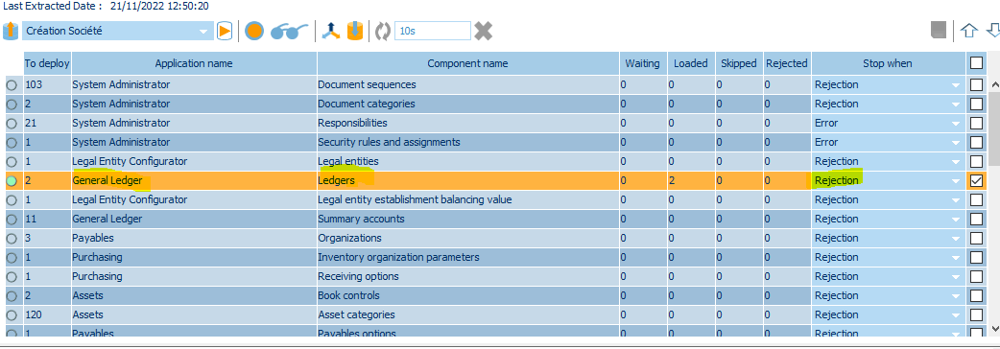 Last Extracted Date : 21/11/2022 12:50:20
Création Société 10s
To deploy Application name Component name Waiting Loaded Skipped Rejected Stop when
103 System Administrator Document sequences 0 0 0 0 Rejection
2 System Administrator Document categories 0 0 0 0 Rejection
21 System Administrator Responsibilities 0 0 0 0 Error
1 System Administrator Security rules and assignments 0 0 0 0 Error
1 Legal Entity Configurator Legal entities 0 0 0 0 Rejection
2 General Ledger Ledgers 0 2 0 0 Rejection
1 Legal Entity Configurator Legal entity establishment balancing value 0 0 0 0 Rejection
11 General Ledger Summary accounts 0 0 0 0 Rejection
3 Payables Organizations 0 0 0 0 Rejection
1 Purchasing Inventory organization parameters 0 0 0 0 Rejection
1 Purchasing Receiving options 0 0 0 0 Rejection
2 Assets Book controls 0 0 0 0 Rejection
120 Assets Asset categories 0 0 0 0 Rejection
1 Payables Payables options 0 0 0 0 Rejection